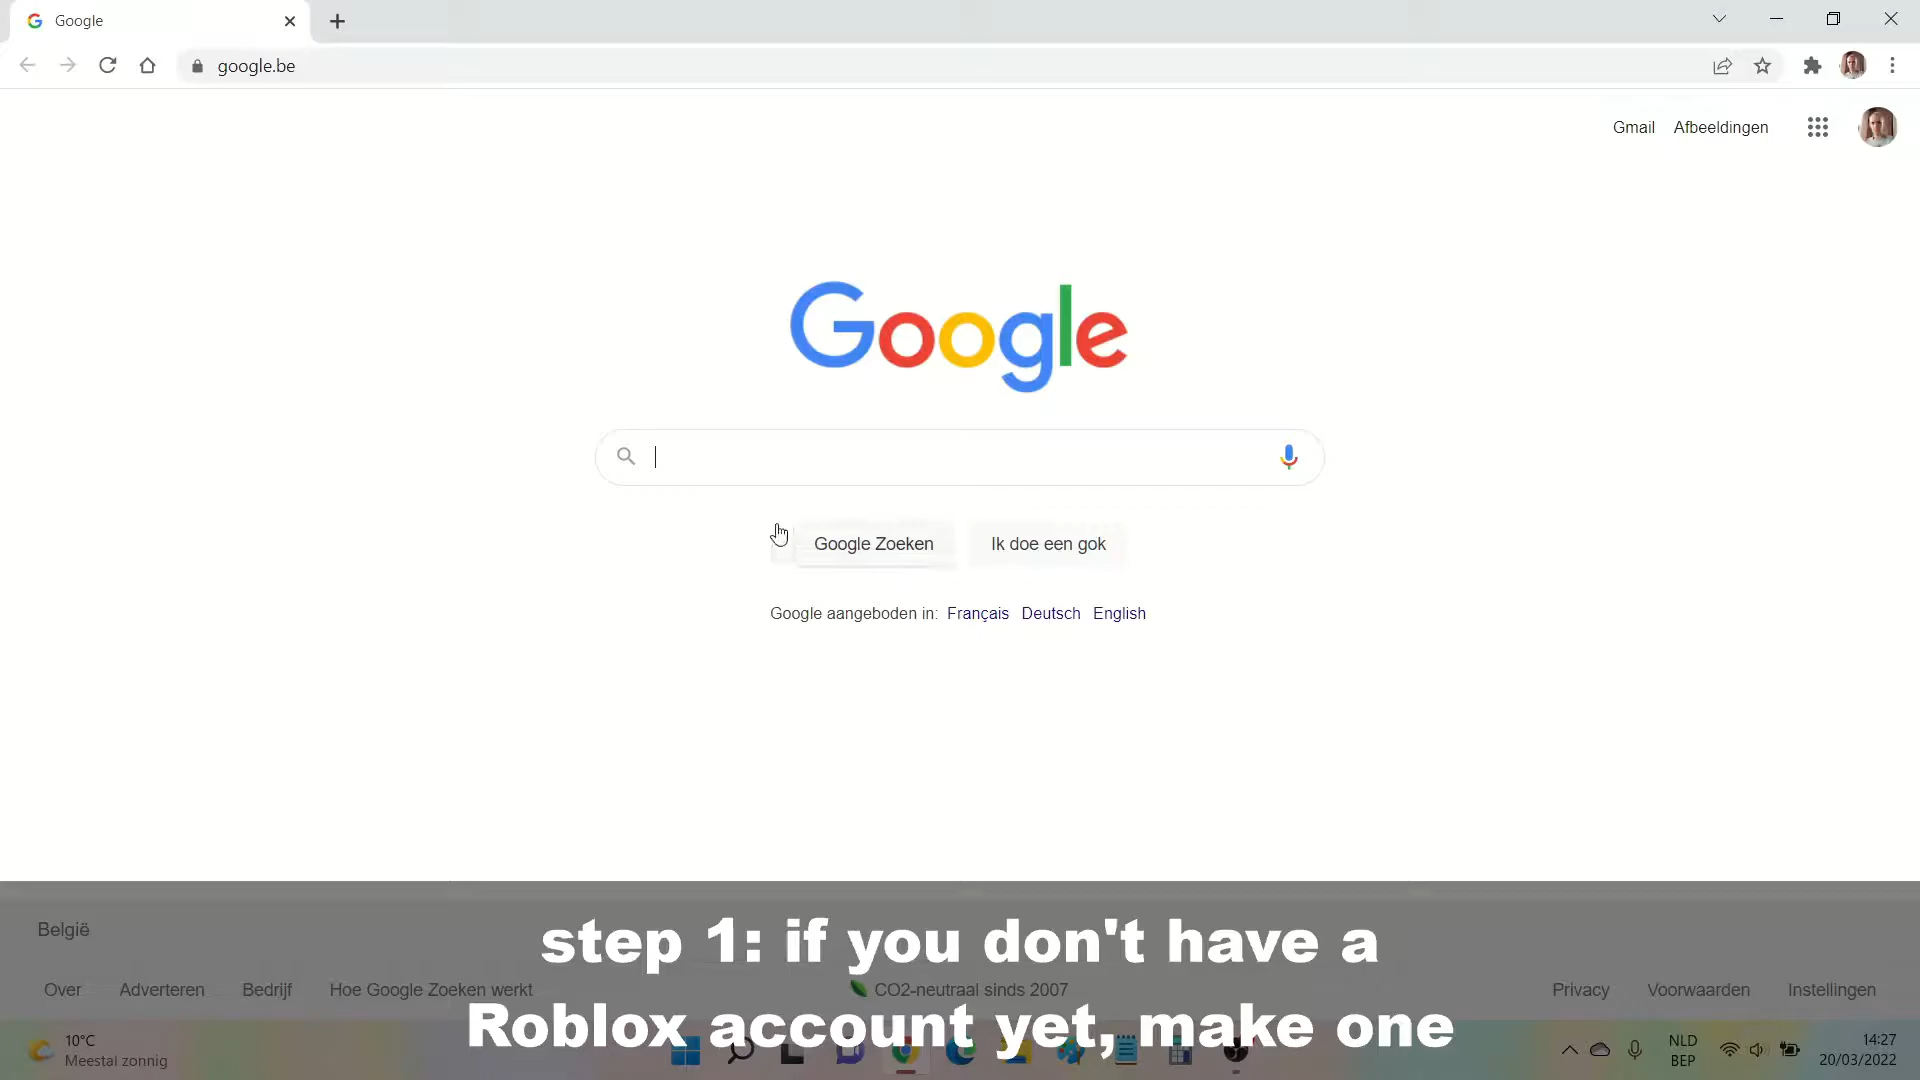 Google
google.be
Gmail Afbeeldingen
Google
Google Zoeken Ik doe een gok
Google aangeboden in: Français Deutsch English
België
step 1: if you don't have a
Over Adverteren Bedrijf Hoe Google Zoeken werkt CO2-neutraal sinds 2007 Privacy Voorwaarden Instellingen
Roblox account yet, make one
10°C
Meestal zonnig
NLD
BEP
14:27
20/03/2022